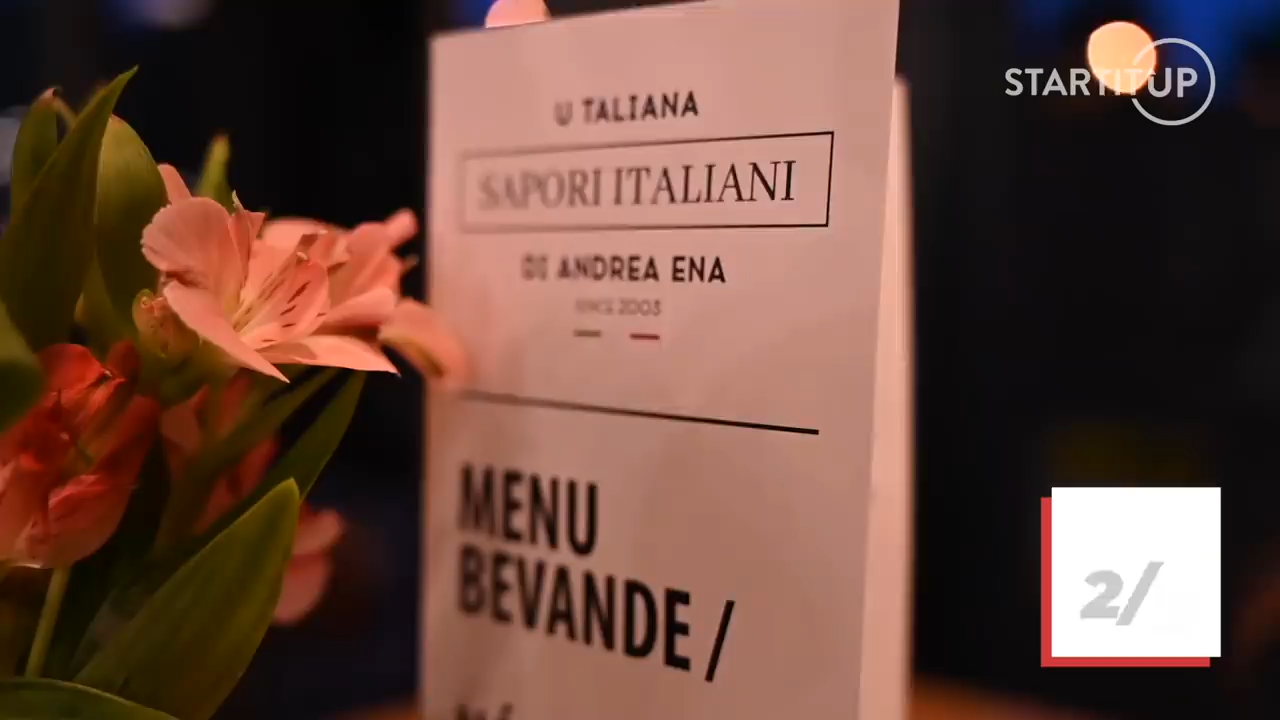 STARTITUP
U TALIANA
SAPORI ITALIANI
DI ANDREA ENA
SINCE 2003
MENU
BEVANDE /
2/